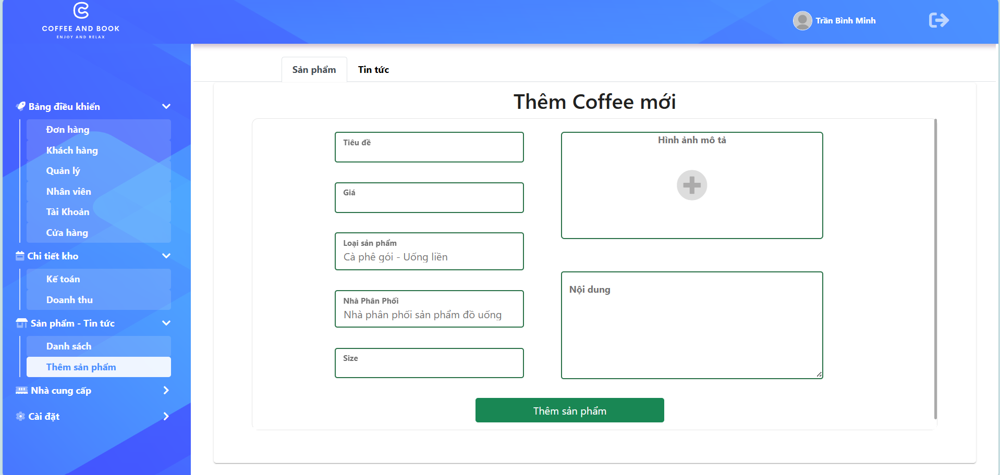 COFFEE AND BOOK
ENJOY AND RELAX
Trần Bình Minh
Bảng điều khiển
Đơn hàng
Khách hàng
Quản lý
Nhân viên
Tài Khoản
Cửa hàng
Chi tiết kho
Kế toán
Doanh thu
Sản phẩm - Tin tức
Danh sách
Thêm sản phẩm
Nhà cung cấp
Cài đặt
Sản phẩm
Tin tức
Thêm Coffee mới
Tiêu đề
Giá
Loại sản phẩm
Cà phê gói - Uống liền
Nhà Phân Phối
Nhà phân phối sản phẩm đồ uống
Size
Hình ảnh mô tả
Nội dung
Thêm sản phẩm